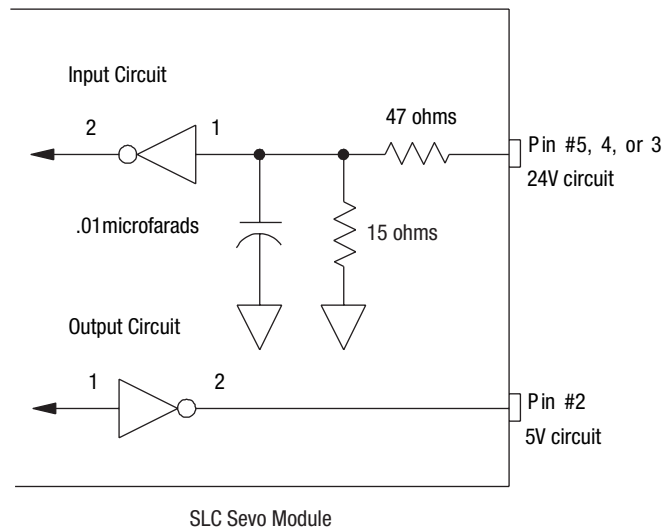 Input Circuit
2
1
47 ohms
Pin #5, 4, or 3
24V circuit
.01microfarads
15 ohms
Output Circuit
1
2
Pin #2
5V circuit
SLC Sevo Module